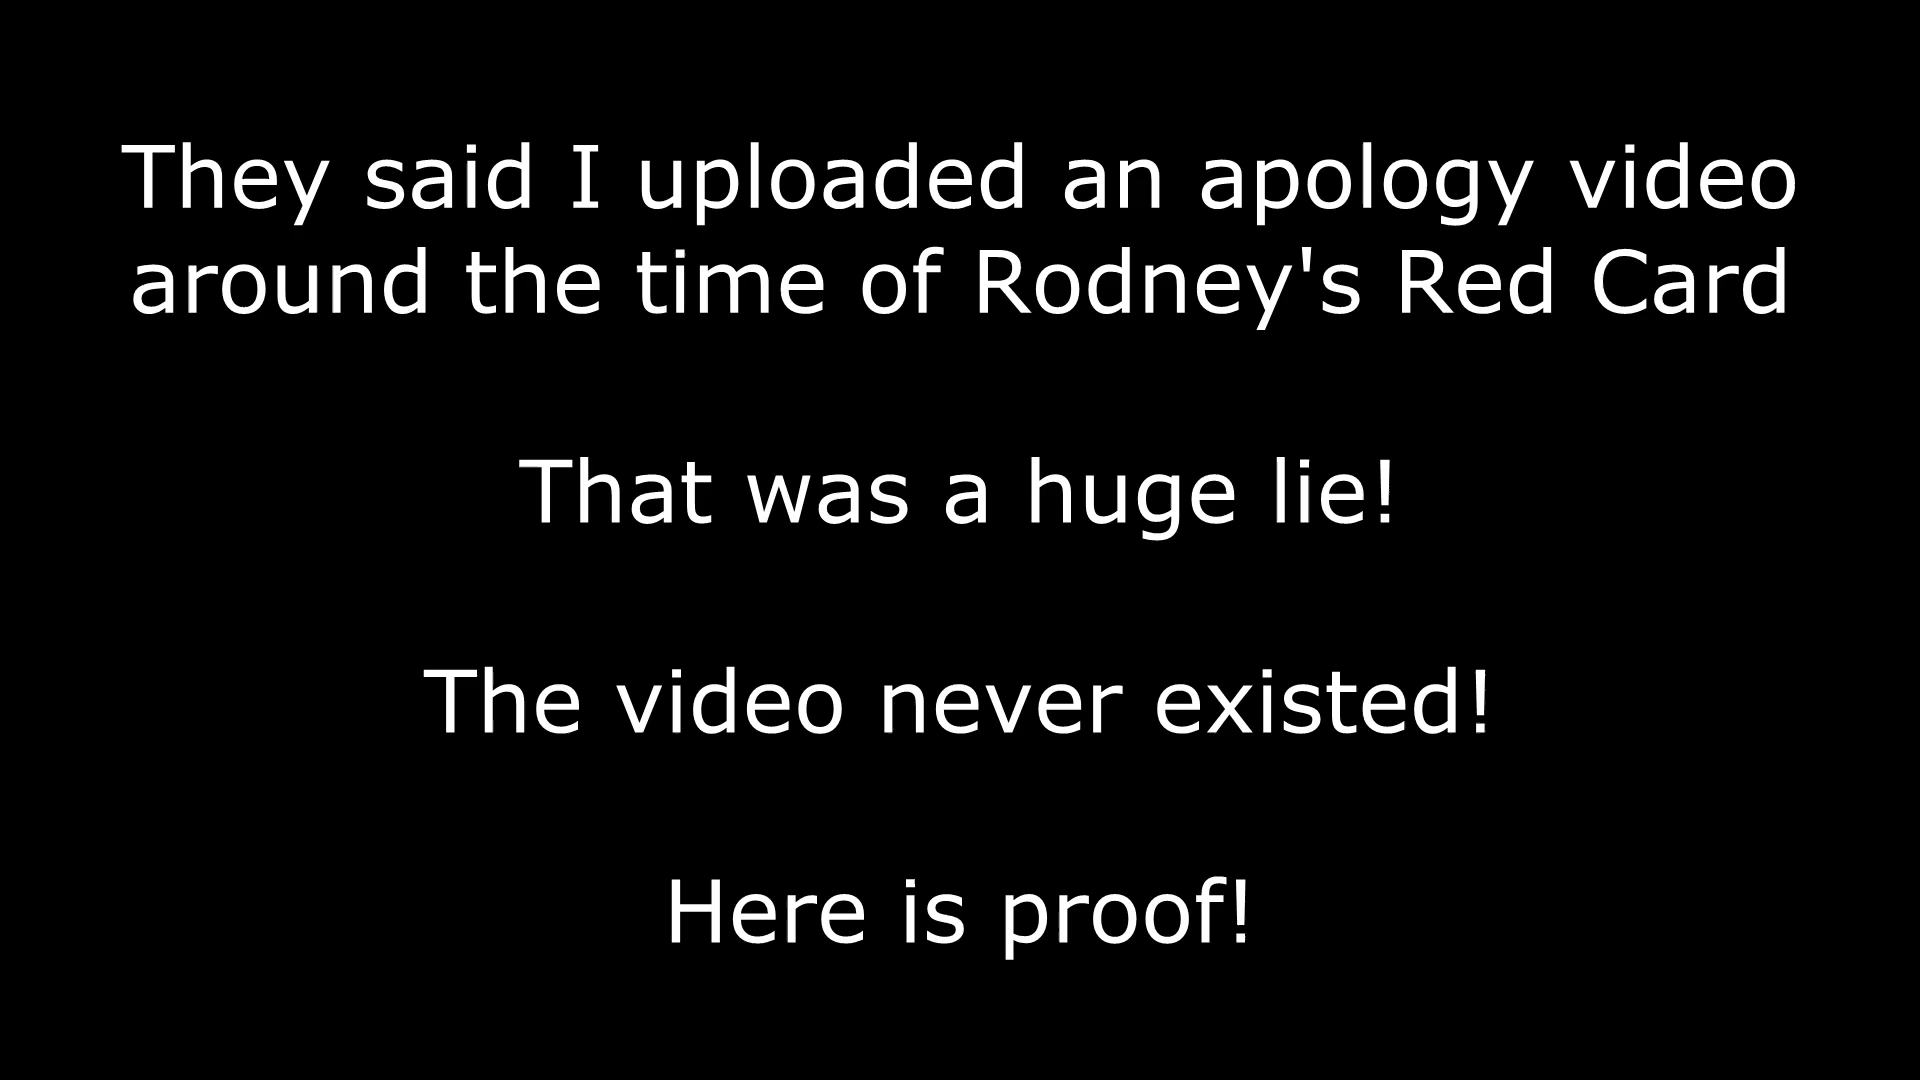 They said I uploaded an apology video
around the time of Rodney's Red Card
That was a huge lie!
The video never existed!
Here is proof!